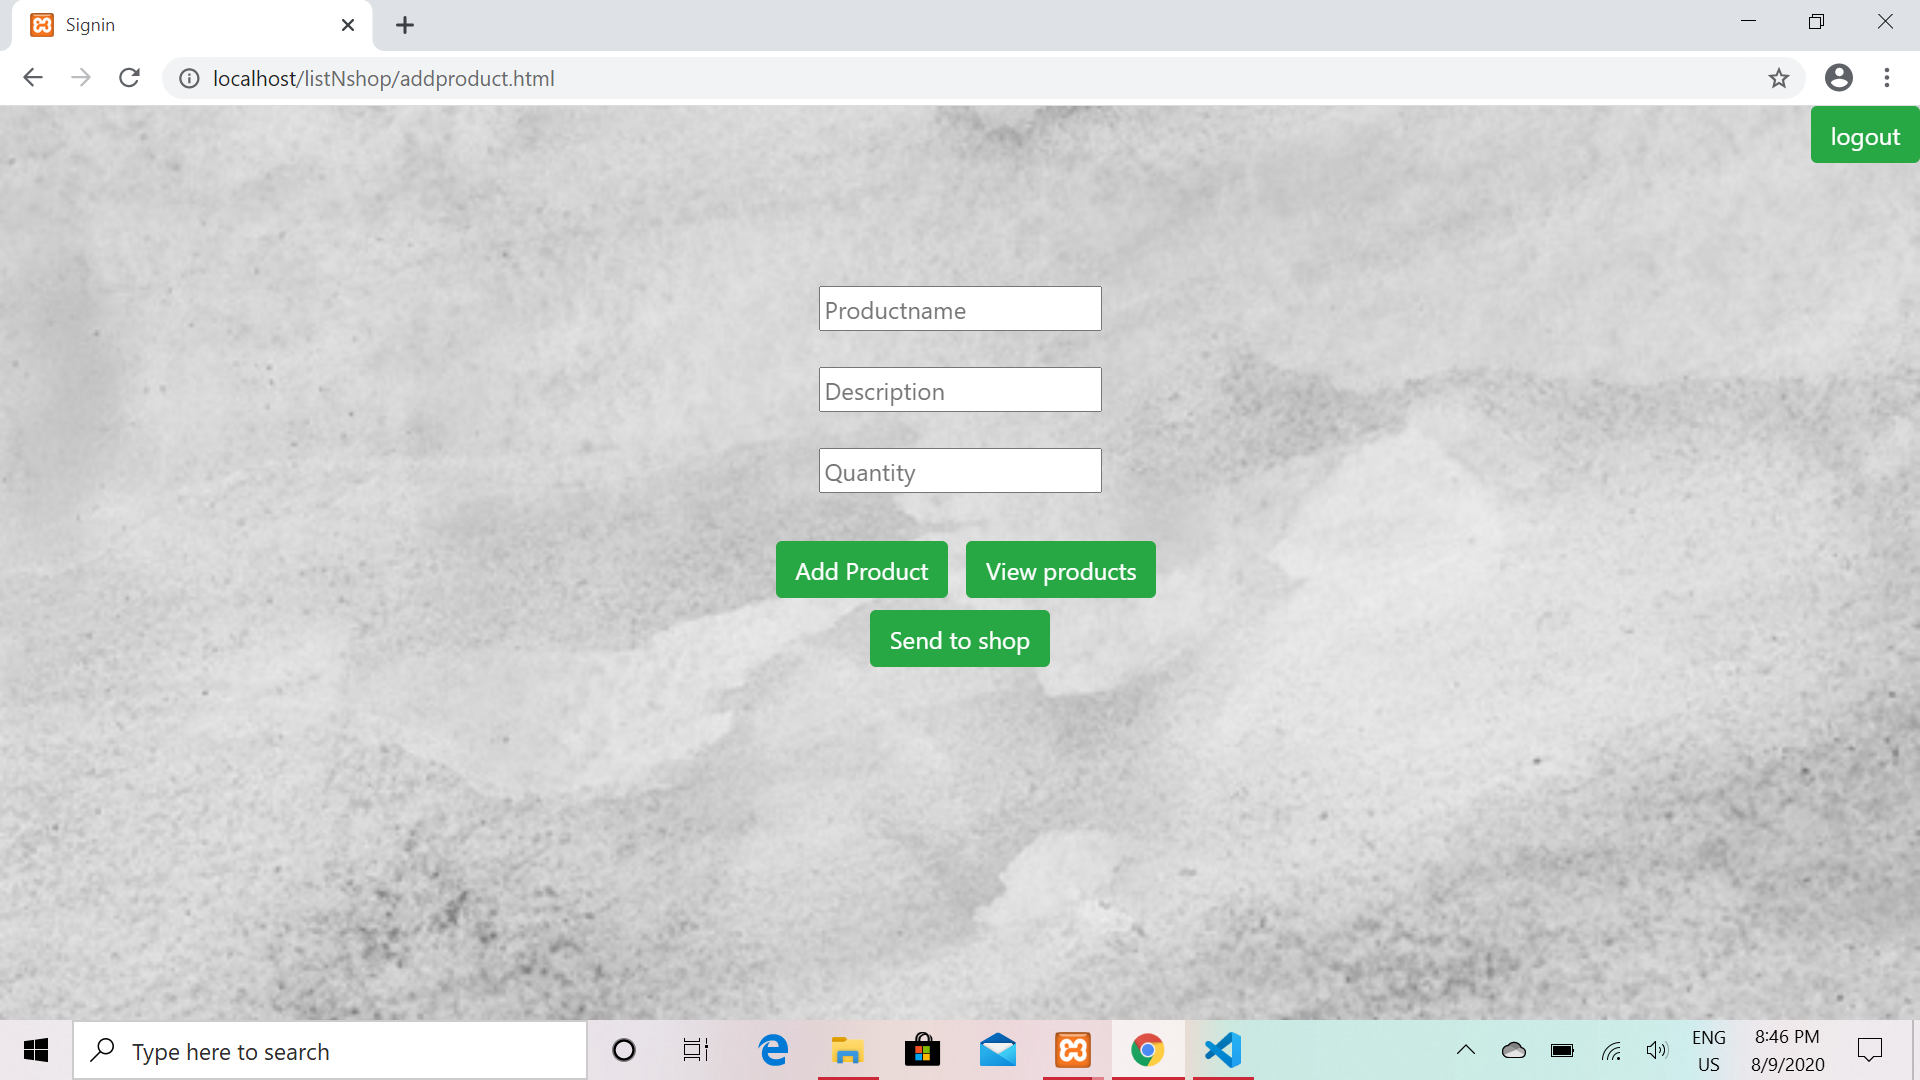 Signin
localhost/listNshop/addproduct.html
logout
Productname
Description
Quantity
Add Product View products
Send to shop
Type here to search
ENG 8:46 PM
US 8/9/2020